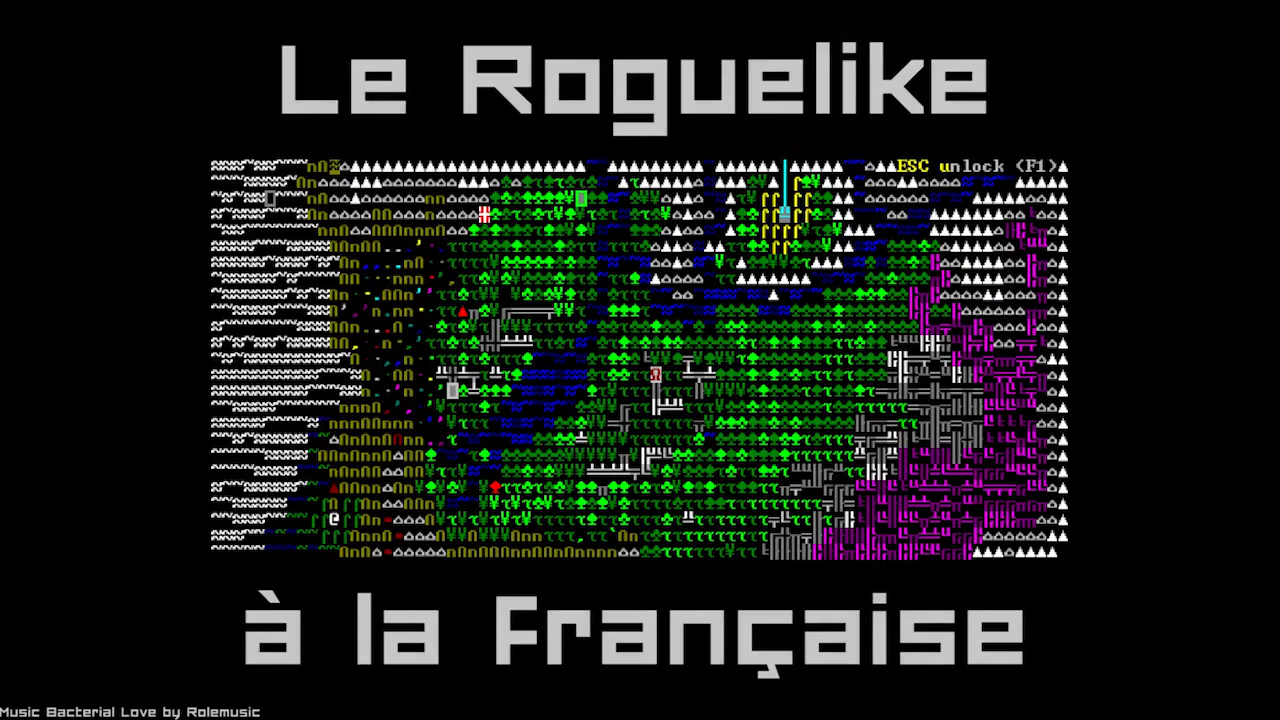 Le Roguelike
ESC unlock (F1)
à la Française
Music Bacterial Love by Rolemusic